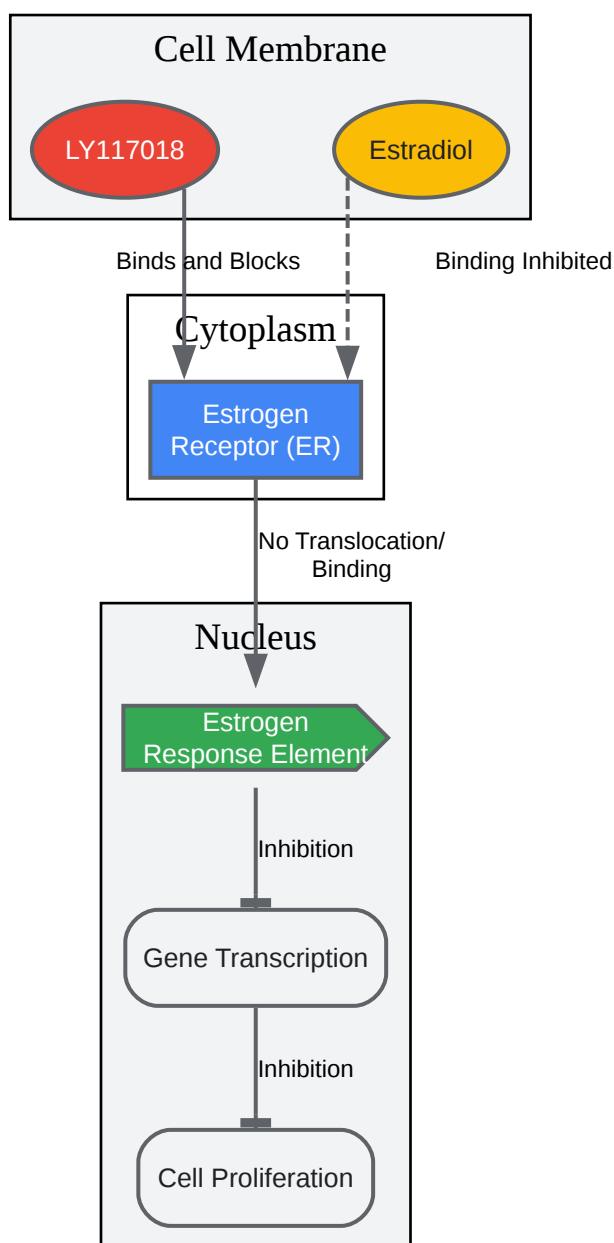 Cell Membrane
LY117018
Estradiol
Binds and Blocks
Binding Inhibited
Cytoplasm
Estrogen
Receptor (ER)
No Translocation/
Binding
Nucleus
Estrogen
Response Element
Inhibition
Gene Transcription
Inhibition
Cell Proliferation